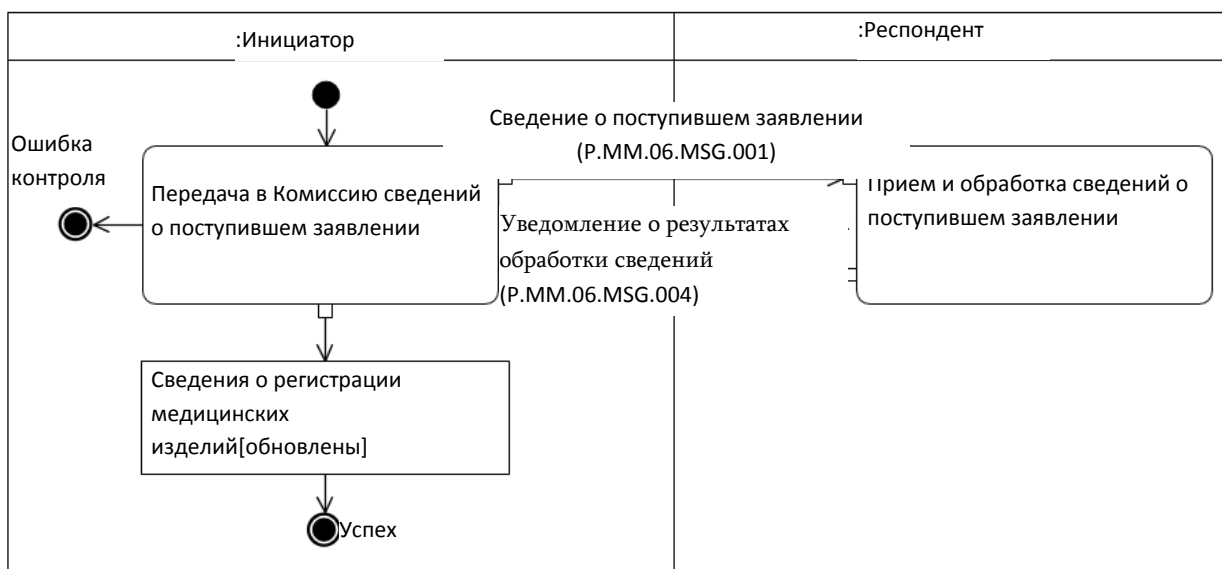 :Инициатор
:Респондент
Сведение о поступившем заявлении
(P.MM.06.MSG.001)
Ошибка
контроля
Передача в Комиссию сведений
о поступившем заявлении
Прием и обработка сведений о
поступившем заявлении
Уведомление о результатах
обработки сведений
(P.MM.06.MSG.004)
Сведения о регистрации
медицинских
изделий[обновлены]
Успех